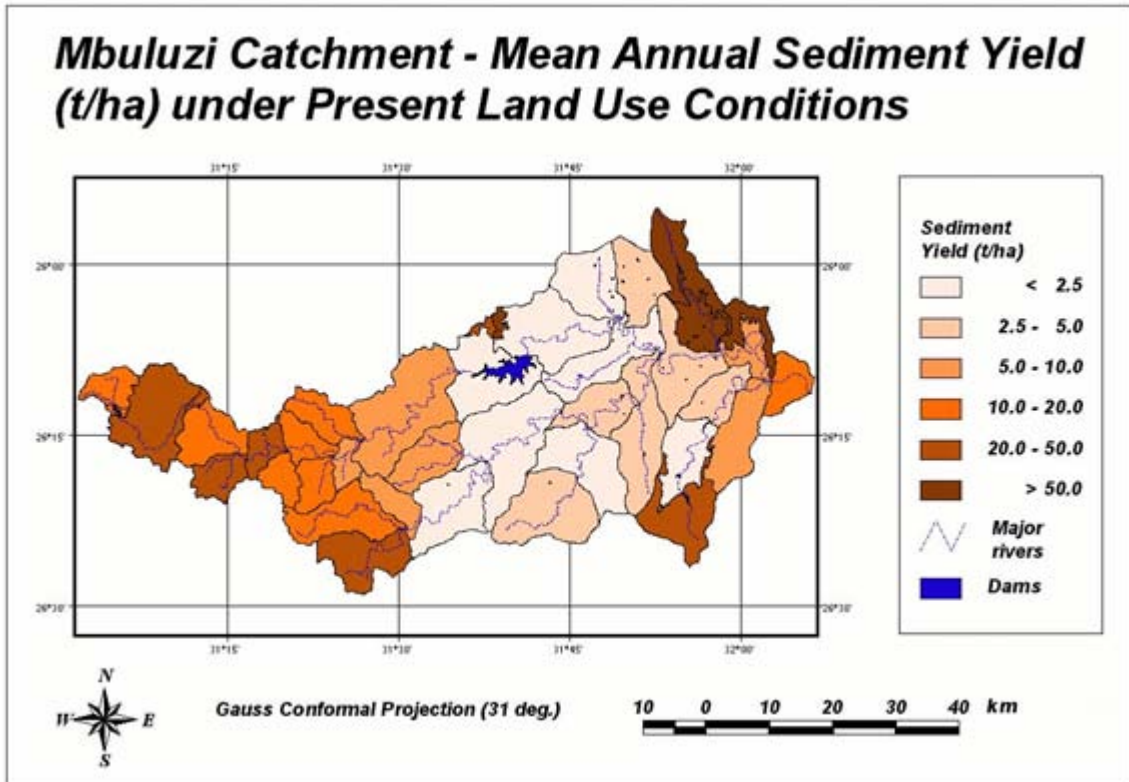 Mbuluzi Catchment - Mean Annual Sediment Yield
(t/ha) under Present Land Use Conditions
31°15' 31°30' 31°45' 32°00'
26°00' 26°00'
26°15' 26°15'
26°30' 26°30'
31°15' 31°30' 31°45' 32°00'
Sediment
Yield (t/ha)
< 2.5
2.5 - 5.0
5.0 - 10.0
10.0 - 20.0
20.0 - 50.0
> 50.0
Major
rivers
Dams
N
W E
S
Gauss Conformal Projection (31 deg.)
10 0 10 20 30 40 km